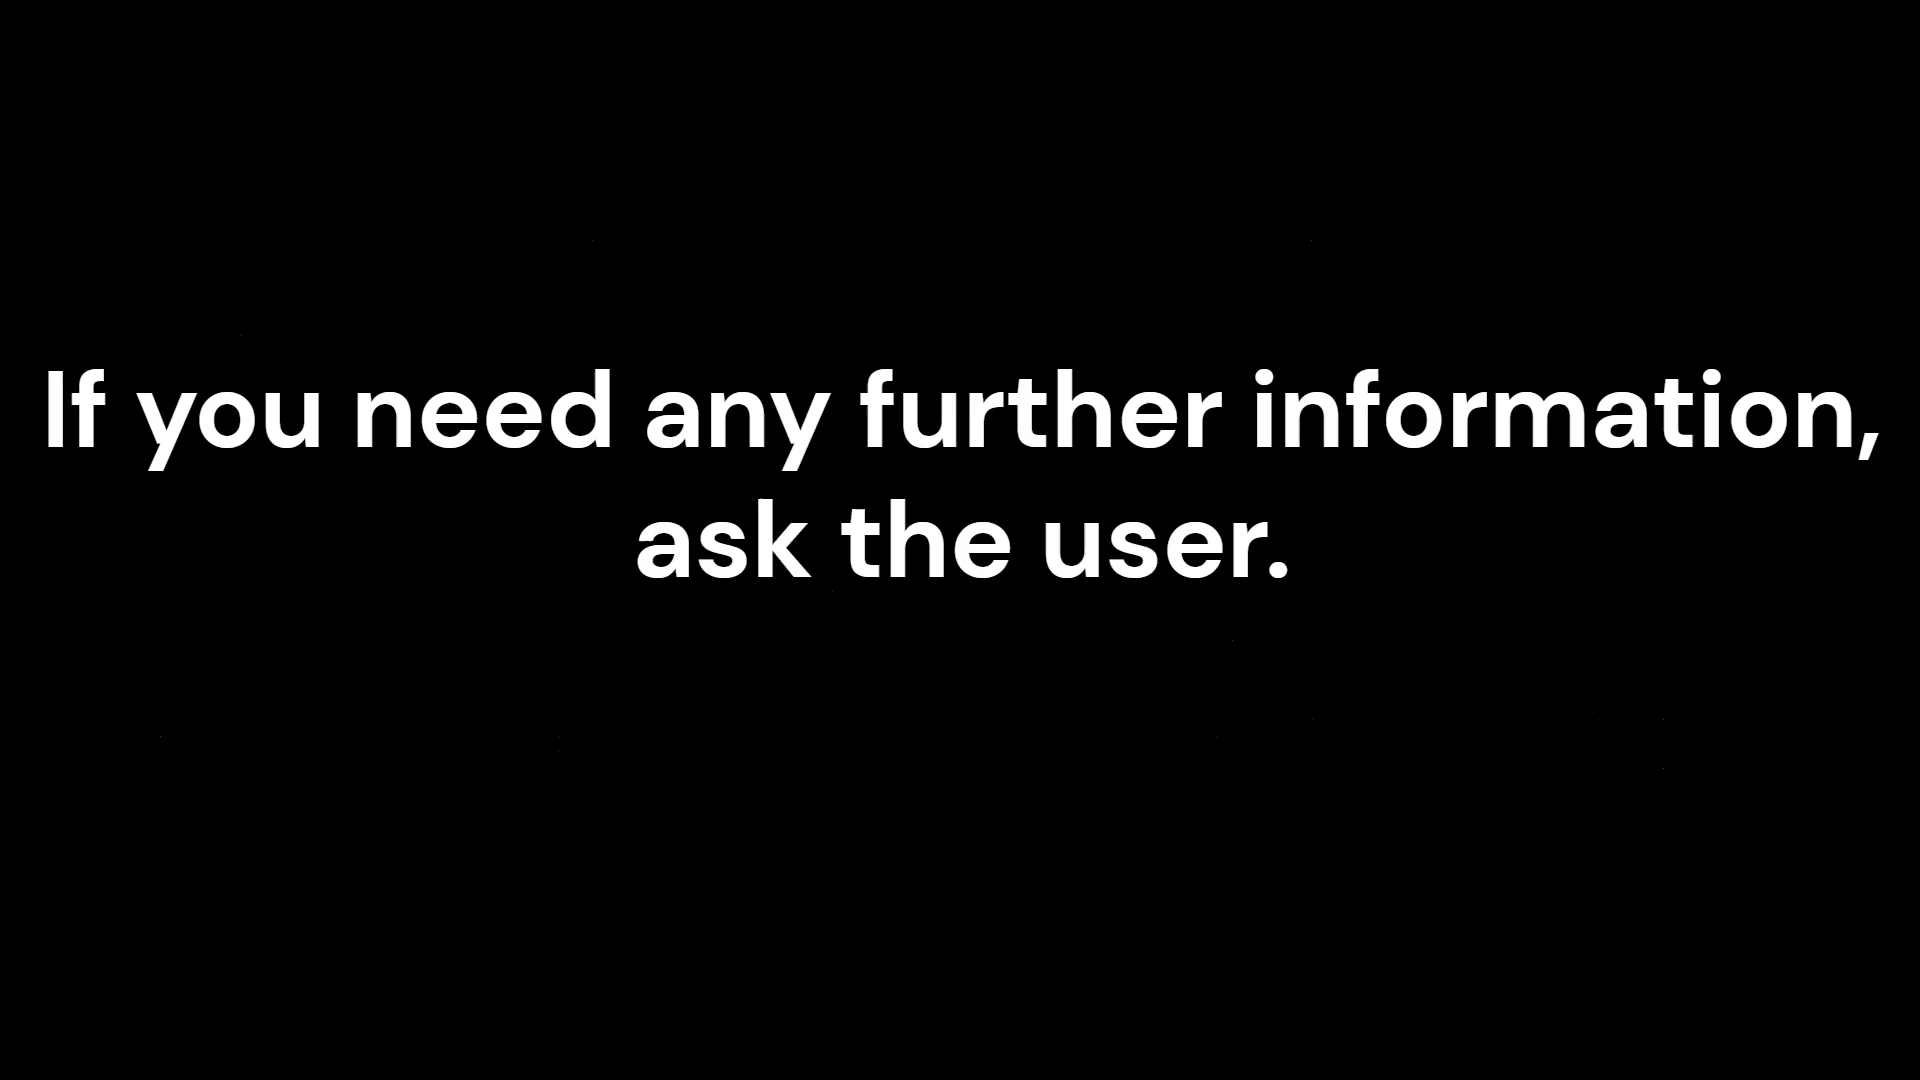 If you need any further information,
ask the user.